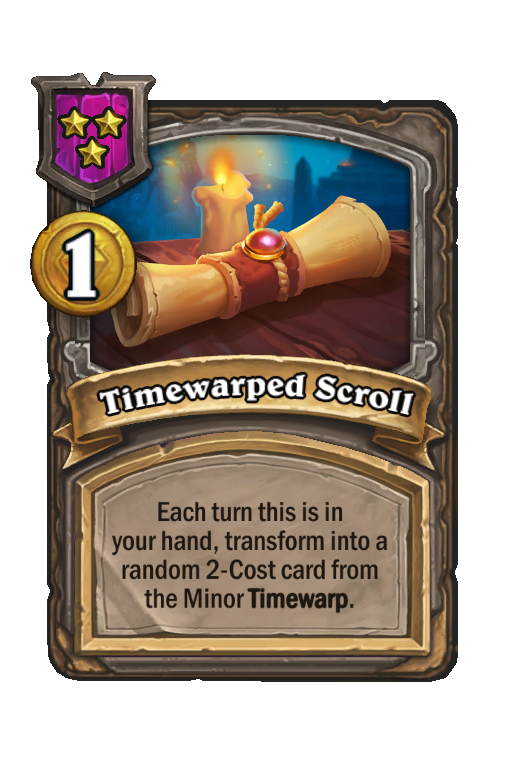 1
Timewarped Scroll
Each turn this is in
your hand, transform into a
random 2-Cost card from
the Minor Timewarp.